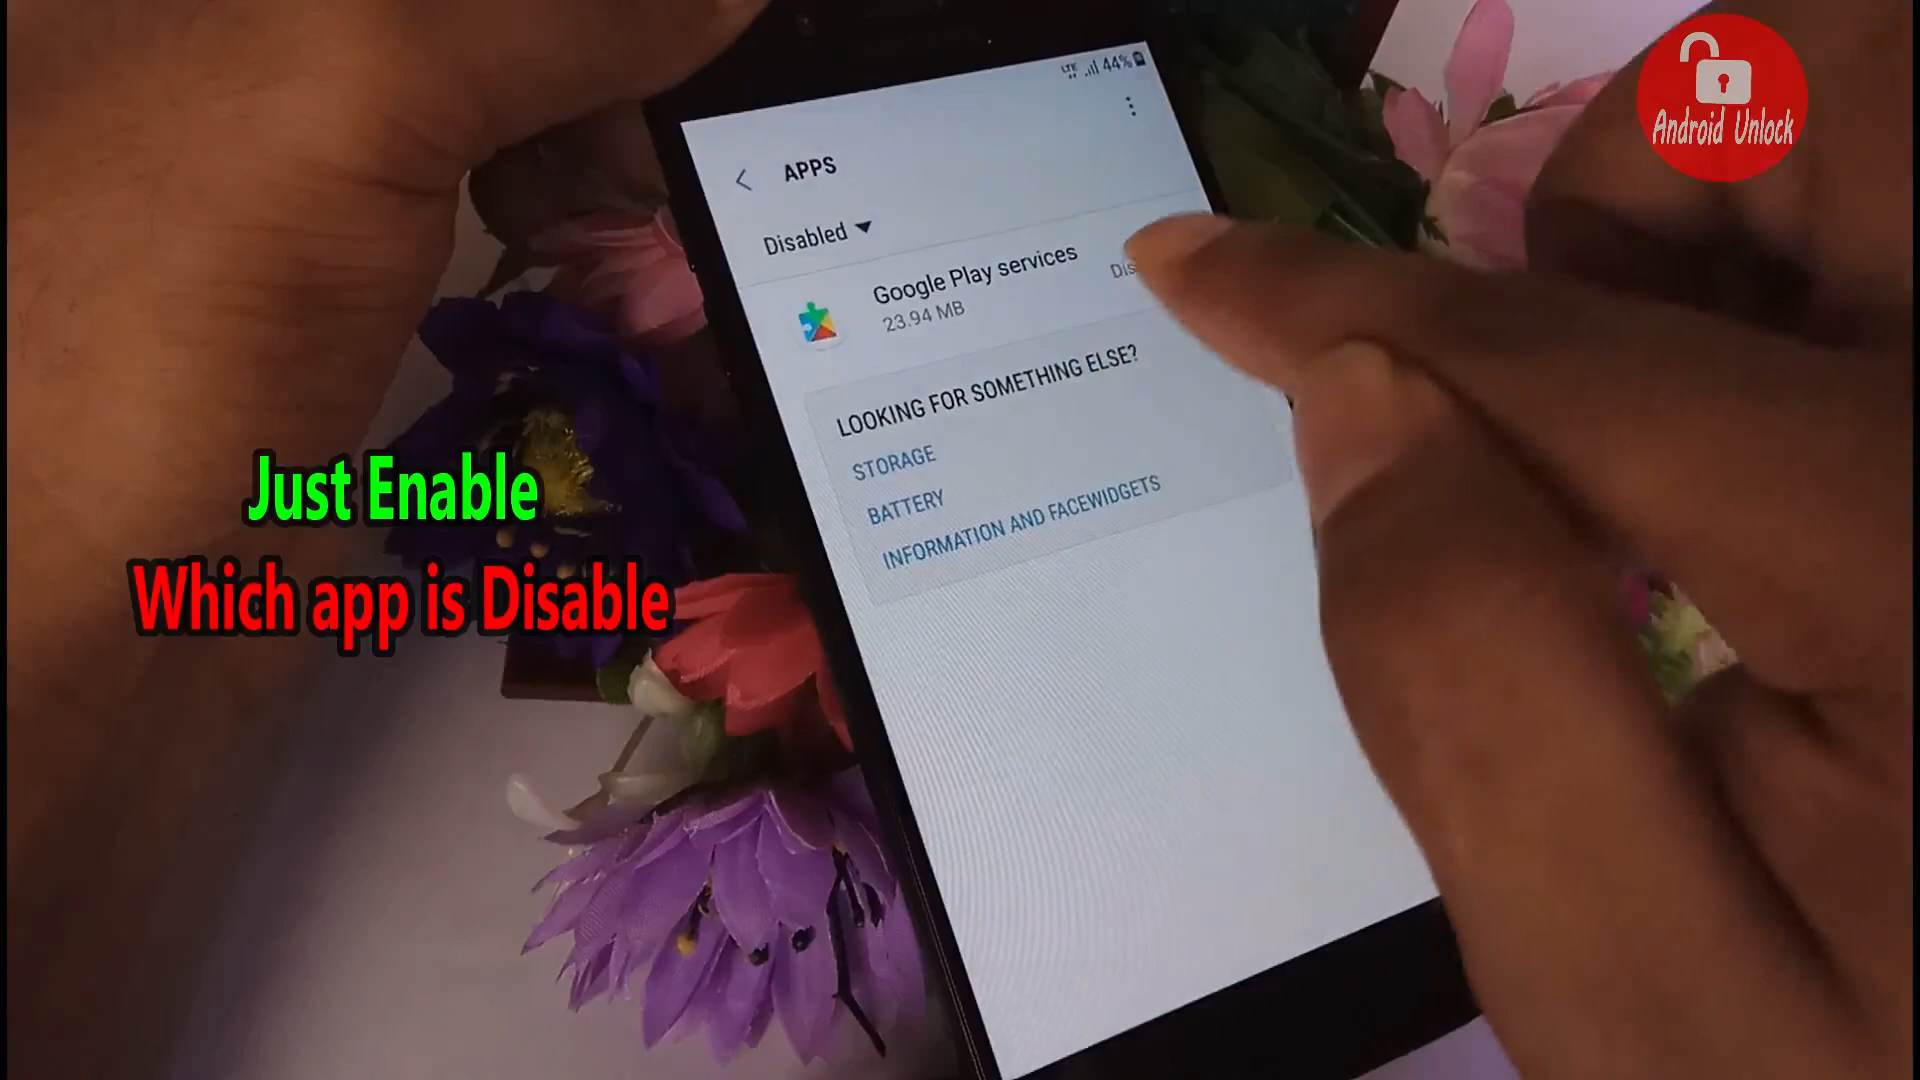 LTE 44%
Android Unlock
APPS
Disabled
Google Play services
23.94 MB
LOOKING FOR SOMETHING ELSE?
STORAGE
BATTERY
INFORMATION AND FACEWIDGETS
Just Enable
Which app is Disable